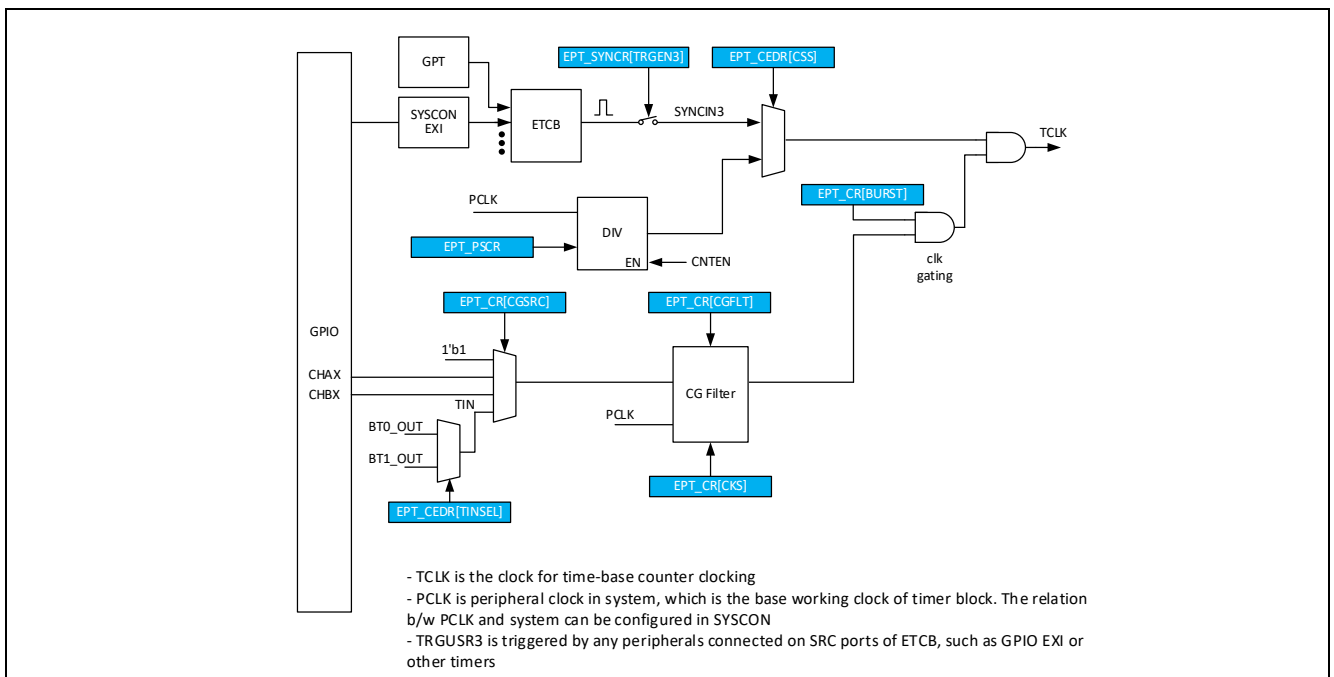 GPT
EPT_SYNCR[TRGEN3]
EPT_CEDR[CSS]
SYSCON
EXI
ETCB
SYNCIN3
TCLK
EPT_CR[BURST]
PCLK
DIV
EPT_PSCR
EN
CNTEN
clk
gating
EPT_CR[CGSRC]
EPT_CR[CGFLT]
GPIO
1'b1
CHAX
CHBX
TIN
CG Filter
PCLK
BT0_OUT
BT1_OUT
EPT_CR[CKS]
EPT_CEDR[TINSEL]
- TCLK is the clock for time-base counter clocking
- PCLK is peripheral clock in system, which is the base working clock of timer block. The relation
b/w PCLK and system can be configured in SYSCON
- TRGUSR3 is triggered by any peripherals connected on SRC ports of ETCB, such as GPIO EXI or
other timers